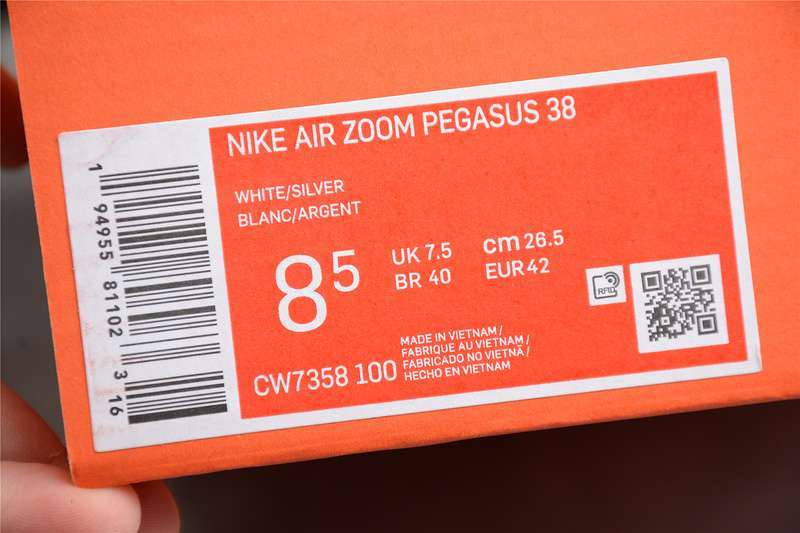 NIKE AIR ZOOM PEGASUS 38
WHITE/SILVER
BLANC/ARGENT
8 5
UK 7.5
BR 40
cm 26.5
EUR 42
RFID
CW7358 100
MADE IN VIETNAM/
FABRIQUE AU VIETNAM/
FABRICADO NO VIETNÃ/
HECHO EN VIETNAM
1 94955 81102 3 16